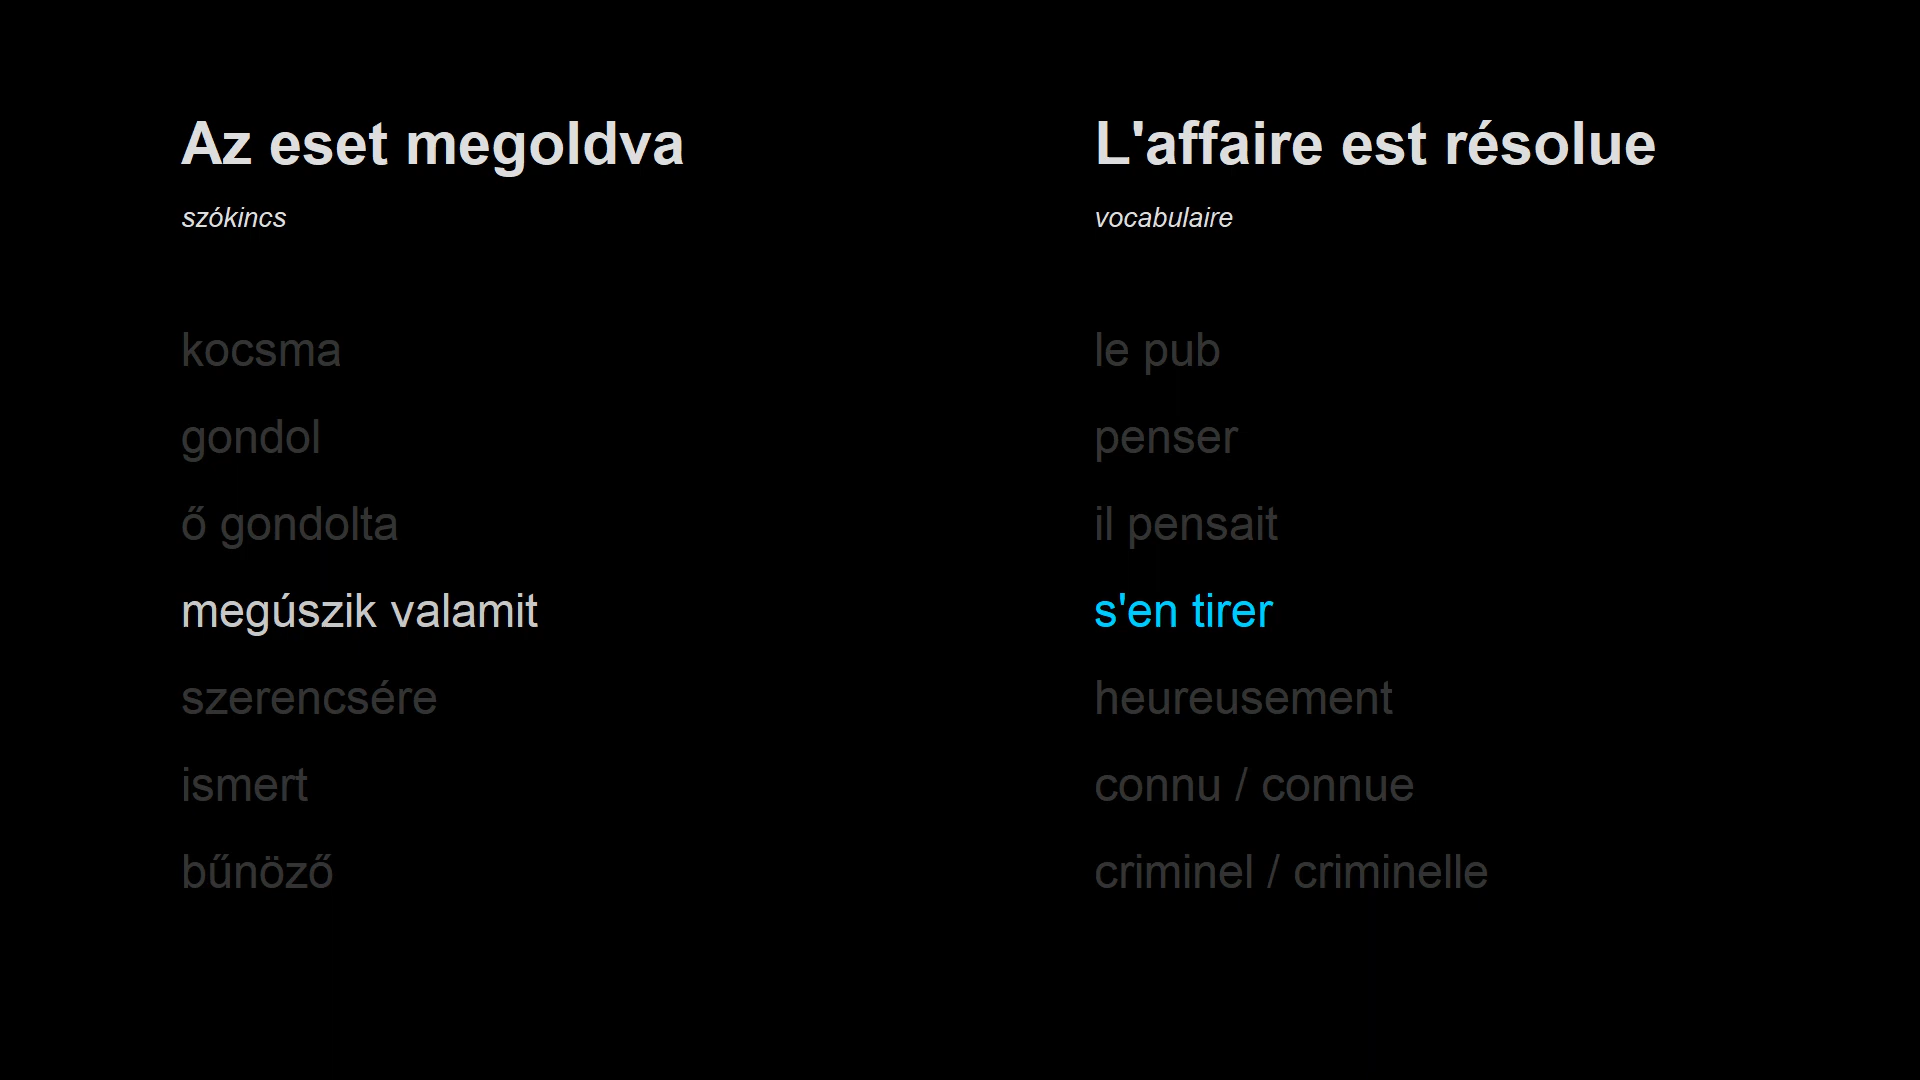 Az eset megoldva
szókincs
kocsma
gondol
ő gondolta
megúszik valamit
szerencsére
ismert
bűnöző
L'affaire est résolue
vocabulaire
le pub
penser
il pensait
s'en tirer
heureusement
connu / connue
criminel / criminelle